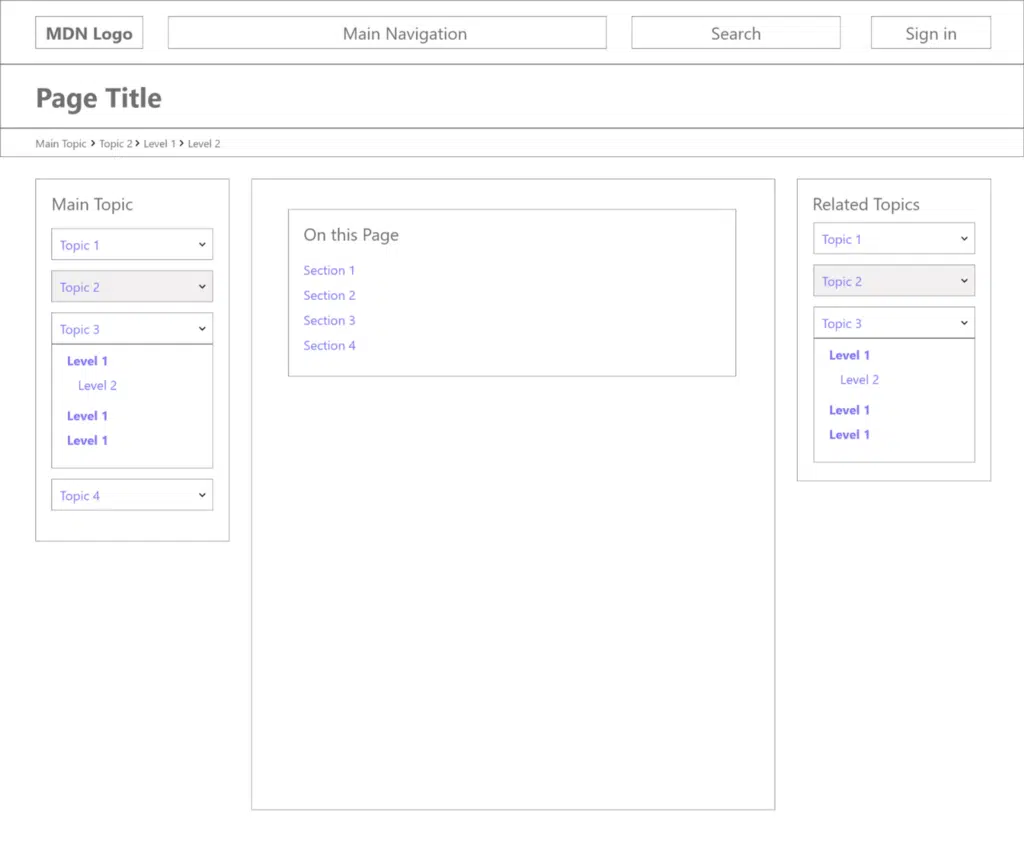 MDN Logo Main Navigation Search Sign in
Page Title
Main Topic > Topic 2 > Level 1 > Level 2
Main Topic
Topic 1
Topic 2
Topic 3
Level 1
Level 2
Level 1
Level 1
Topic 4
On this Page
Section 1
Section 2
Section 3
Section 4
Related Topics
Topic 1
Topic 2
Topic 3
Level 1
Level 2
Level 1
Level 1